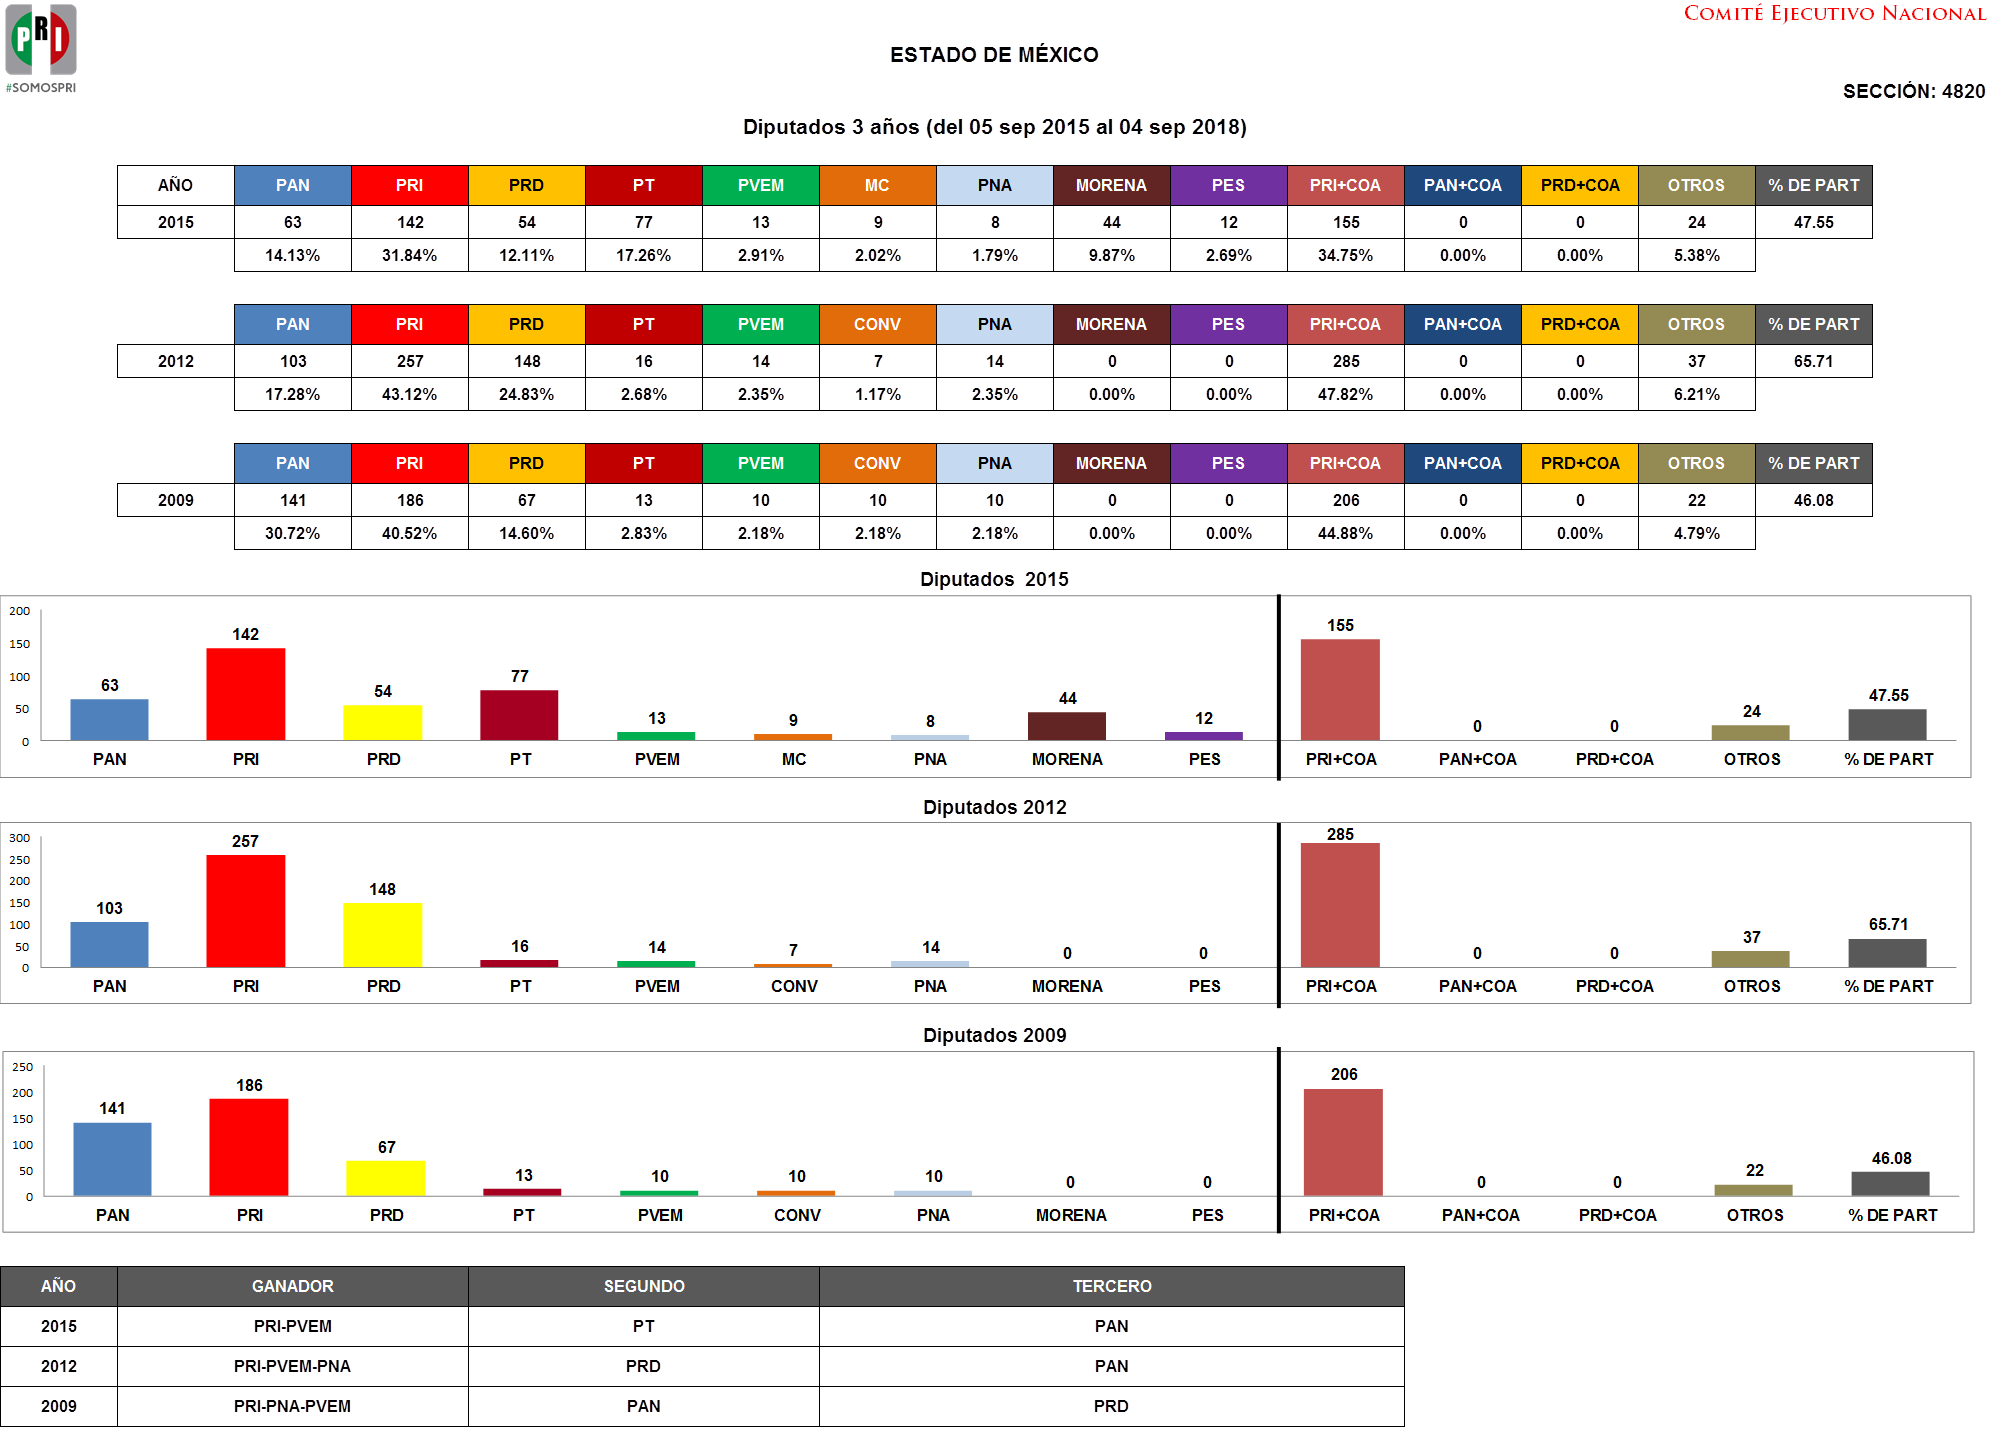 PRI
#SOMOSPRI
COMITÉ EJECUTIVO NACIONAL
ESTADO DE MÉXICO
SECCIÓN: 4820
Diputados 3 años (del 05 sep 2015 al 04 sep 2018)
AÑO PAN PRI PRD PT PVEM MC PNA MORENA PES PRI+COA PAN+COA PRD+COA OTROS % DE PART
2015 63 142 54 77 13 9 8 44 12 155 0 0 24 47.55
14.13% 31.84% 12.11% 17.26% 2.91% 2.02% 1.79% 9.87% 2.69% 34.75% 0.00% 0.00% 5.38%
PAN PRI PRD PT PVEM CONV PNA MORENA PES PRI+COA PAN+COA PRD+COA OTROS % DE PART
2012 103 257 148 16 14 7 14 0 0 285 0 0 37 65.71
17.28% 43.12% 24.83% 2.68% 2.35% 1.17% 2.35% 0.00% 0.00% 47.82% 0.00% 0.00% 6.21%
PAN PRI PRD PT PVEM CONV PNA MORENA PES PRI+COA PAN+COA PRD+COA OTROS % DE PART
2009 141 186 67 13 10 10 10 0 0 206 0 0 22 46.08
30.72% 40.52% 14.60% 2.83% 2.18% 2.18% 2.18% 0.00% 0.00% 44.88% 0.00% 0.00% 4.79%
Diputados 2015
200
150
100
50
0
63 142 54 77 13 9 8 44 12 155 0 0 24 47.55
PAN PRI PRD PT PVEM MC PNA MORENA PES PRI+COA PAN+COA PRD+COA OTROS % DE PART
Diputados 2012
300
250
200
150
100
50
0
103 257 148 16 14 7 14 0 0 285 0 0 37 65.71
PAN PRI PRD PT PVEM CONV PNA MORENA PES PRI+COA PAN+COA PRD+COA OTROS % DE PART
Diputados 2009
250
200
150
100
50
0
141 186 67 13 10 10 10 0 0 206 0 0 22 46.08
PAN PRI PRD PT PVEM CONV PNA MORENA PES PRI+COA PAN+COA PRD+COA OTROS % DE PART
AÑO GANADOR SEGUNDO TERCERO
2015 PRI-PVEM PT PAN
2012 PRI-PVEM-PNA PRD PAN
2009 PRI-PNA-PVEM PAN PRD